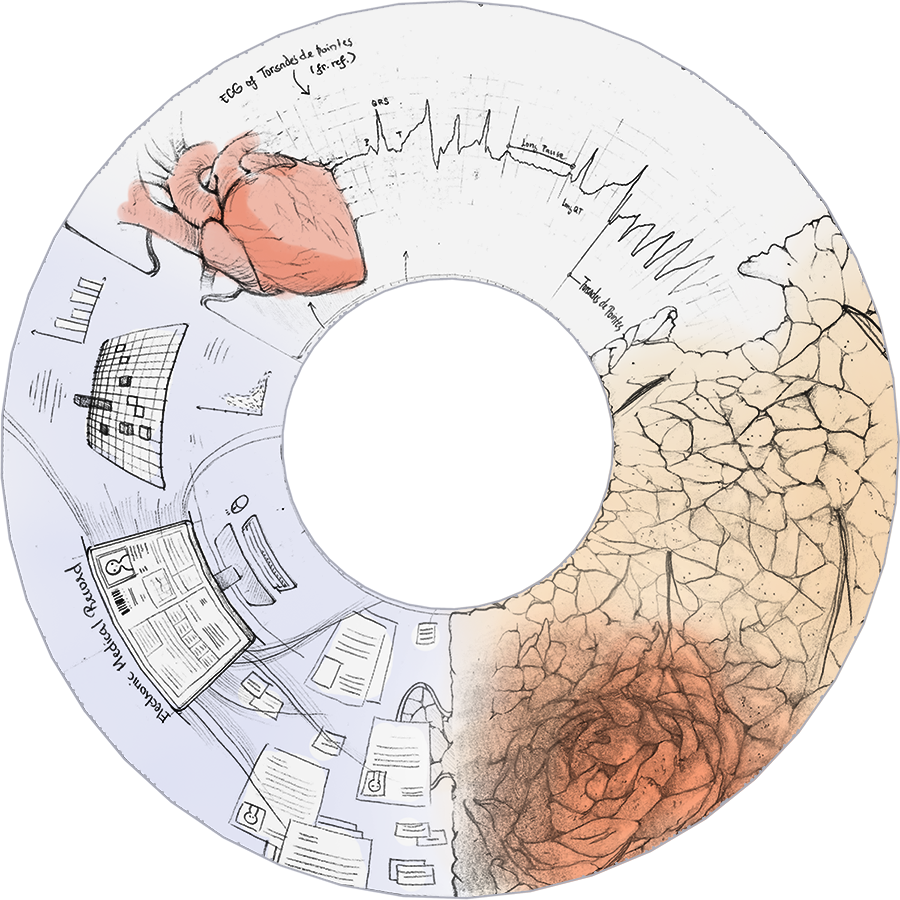 ECG of Torsades de Pointes
(fr. ref.)
QRS
P
T
Long Pause
Long QT
Torsades de Pointes
Electronic Medical Record